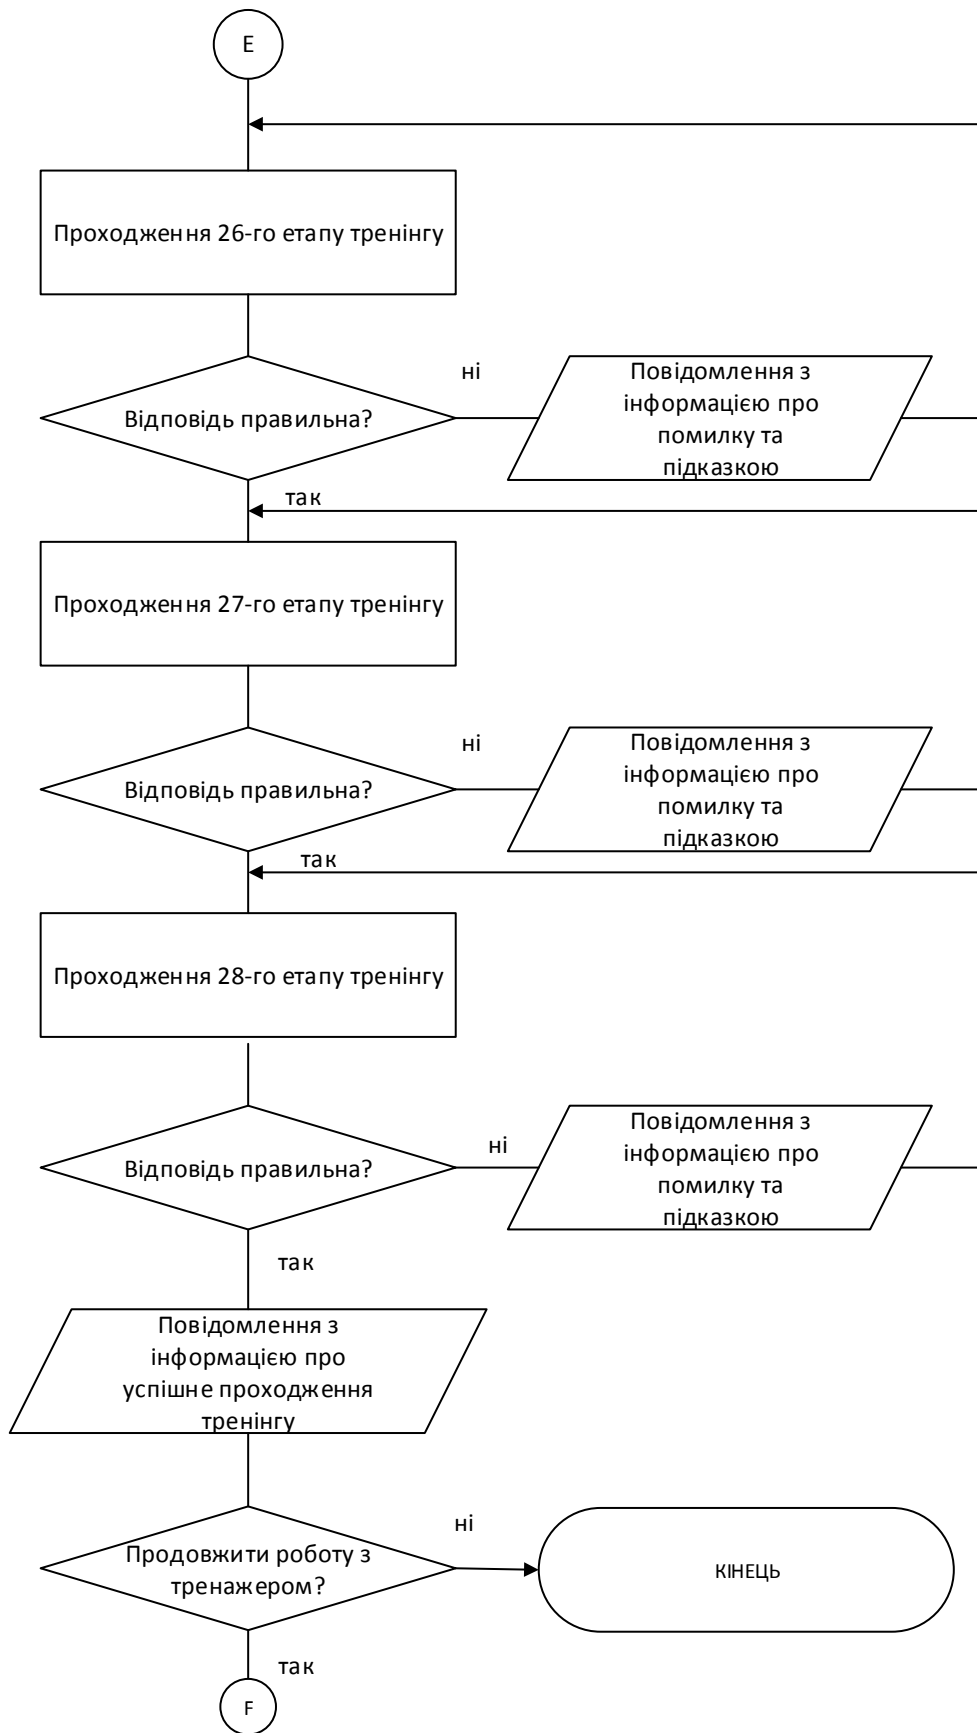 E
Проходження 26-го етапу тренінгу
Відповідь правильна?
ні
Повідомлення з
інформацією про
помилку та
підказкою
так
Проходження 27-го етапу тренінгу
Відповідь правильна?
ні
Повідомлення з
інформацією про
помилку та
підказкою
так
Проходження 28-го етапу тренінгу
Відповідь правильна?
ні
Повідомлення з
інформацією про
помилку та
підказкою
так
Повідомлення з
інформацією про
успішне проходження
тренінгу
Продовжити роботу з
тренажером?
ні
КІНЕЦЬ
так
F